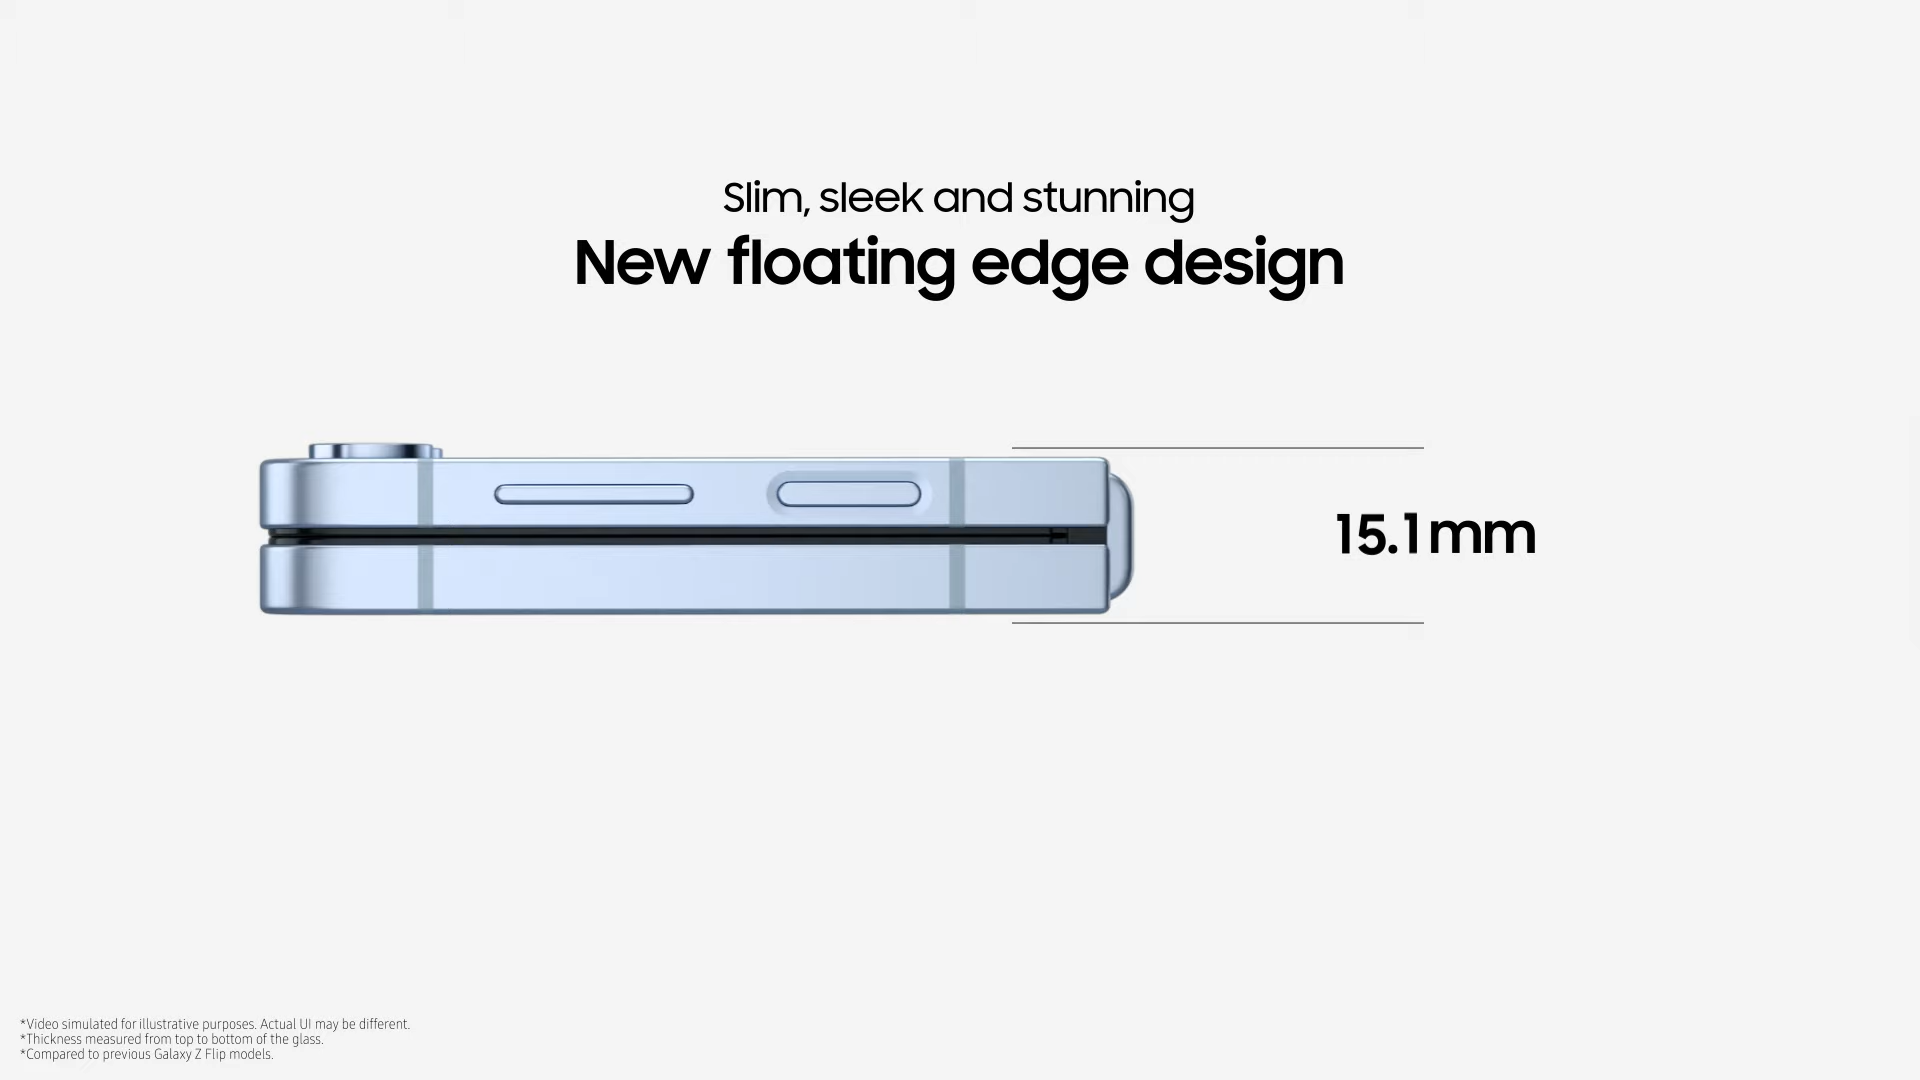 Slim, sleek and stunning
New floating edge design
15.1mm
*Video simulated for illustrative purposes. Actual UI may be different.
*Thickness measured from top to bottom of the glass.
*Compared to previous Galaxy Z Flip models.